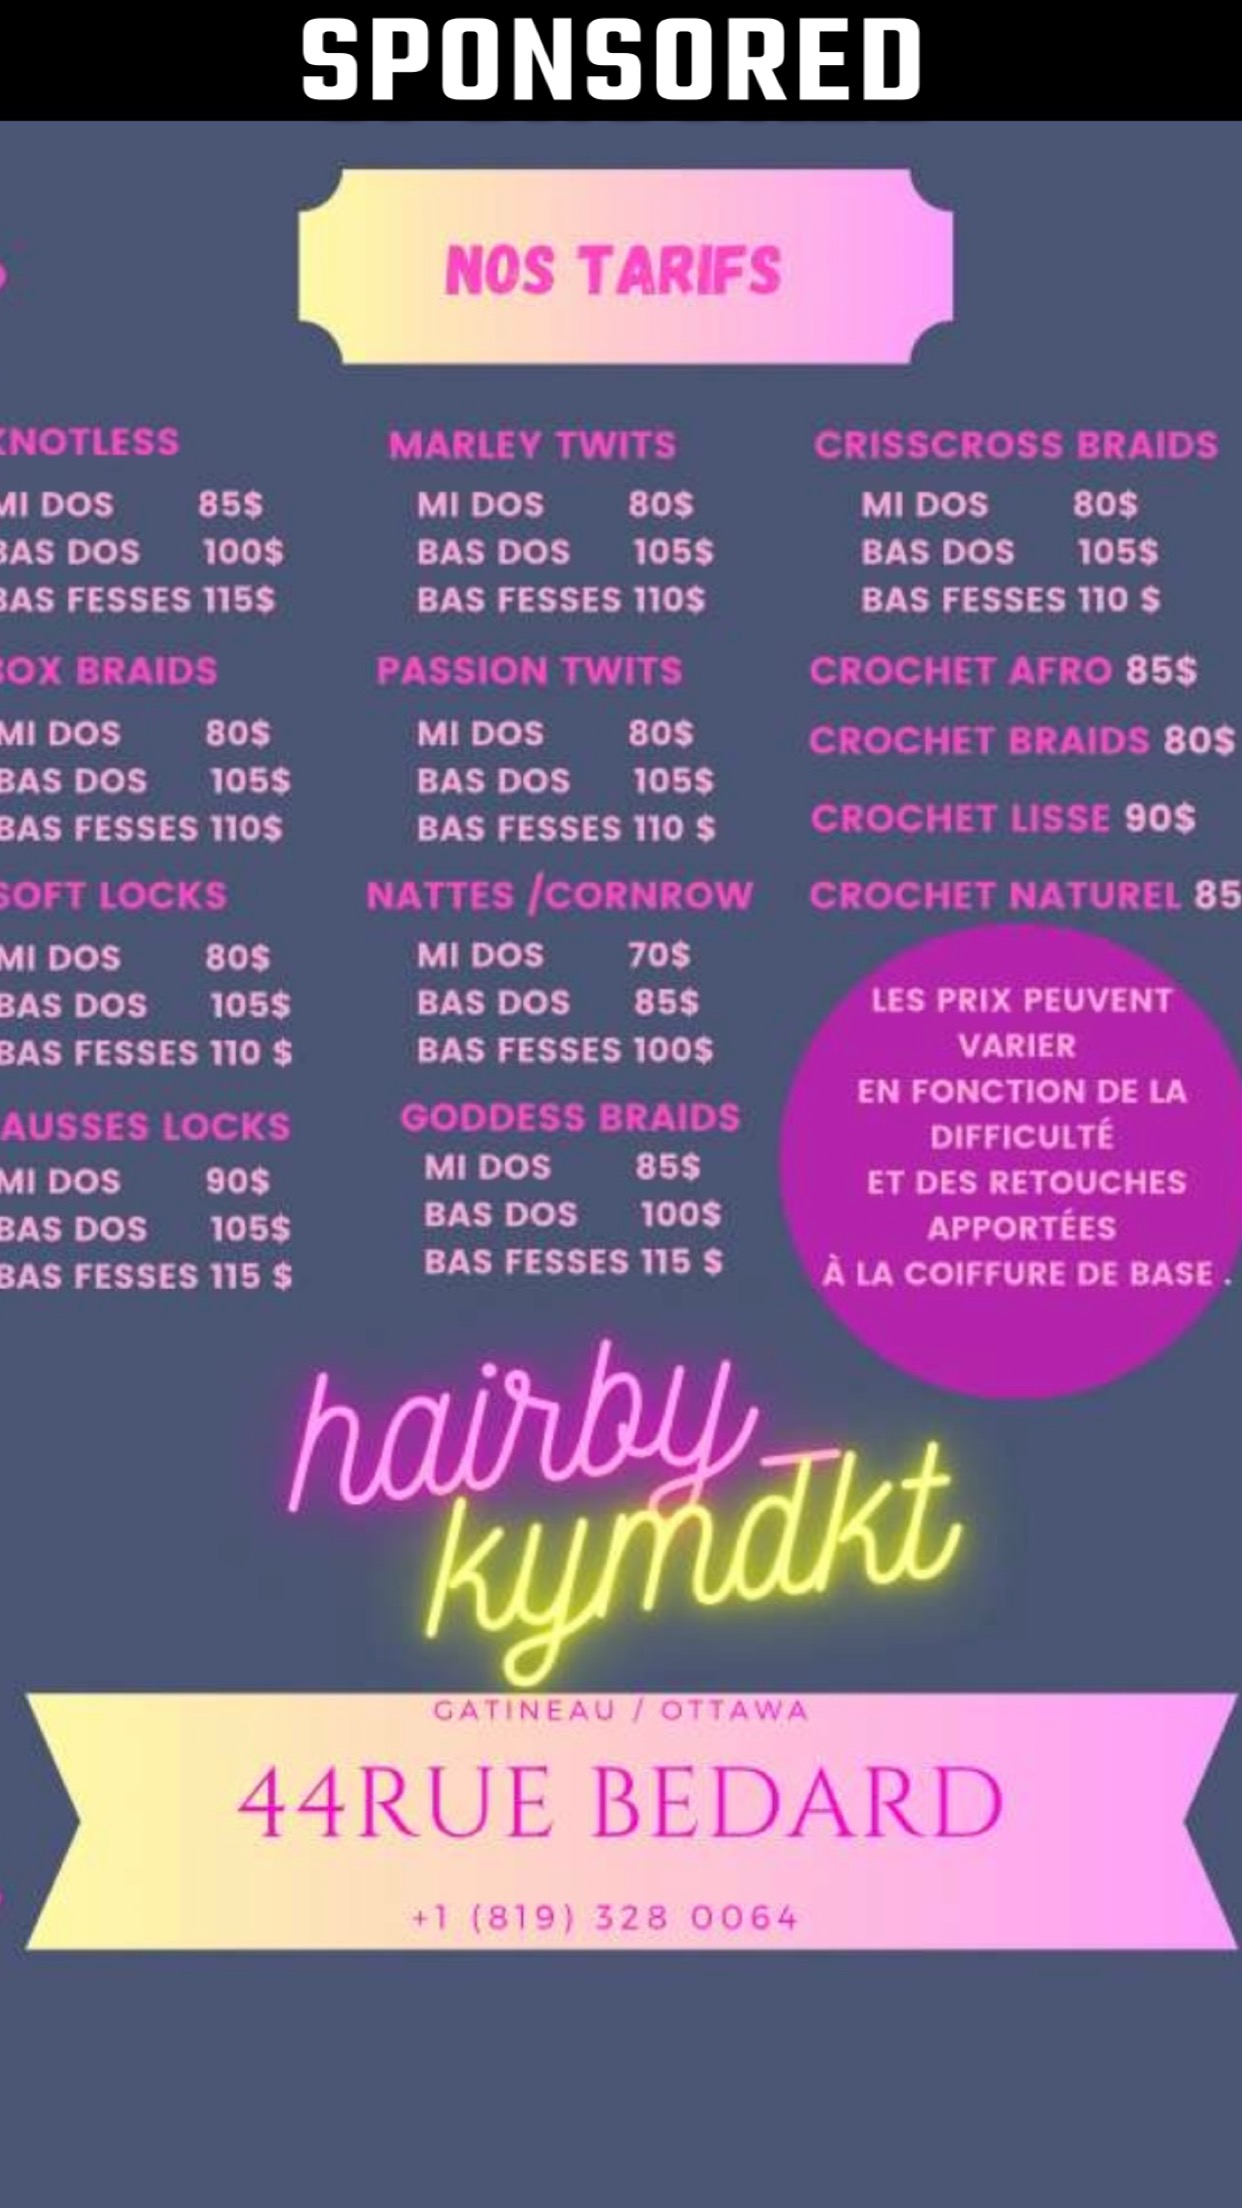 SPONSORED
NOS TARIFS
KNOTLESS
MI DOS 85$
BAS DOS 100$
BAS FESSES 115$
BOX BRAIDS
MI DOS 80$
BAS DOS 105$
BAS FESSES 110$
SOFT LOCKS
MI DOS 80$
BAS DOS 105$
BAS FESSES 110 $
AUSSES LOCKS
MI DOS 90$
BAS DOS 105$
BAS FESSES 115 $
MARLEY TWITS
MI DOS 80$
BAS DOS 105$
BAS FESSES 110$
PASSION TWITS
MI DOS 80$
BAS DOS 105$
BAS FESSES 110 $
NATTES /CORNROW
MI DOS 70$
BAS DOS 85$
BAS FESSES 100$
GODDESS BRAIDS
MI DOS 85$
BAS DOS 100$
BAS FESSES 115 $
CRISSCROSS BRAIDS
MI DOS 80$
BAS DOS 105$
BAS FESSES 110 $
CROCHET AFRO 85$
CROCHET BRAIDS 80$
CROCHET LISSE 90$
CROCHET NATUREL 85
LES PRIX PEUVENT
VARIER
EN FONCTION DE LA
DIFFICULTÉ
ET DES RETOUCHES
APPORTÉES
À LA COIFFURE DE BASE .
hairby_
kymdkt
GATINEAU / OTTAWA
44RUE BEDARD
+1 (819) 328 0064